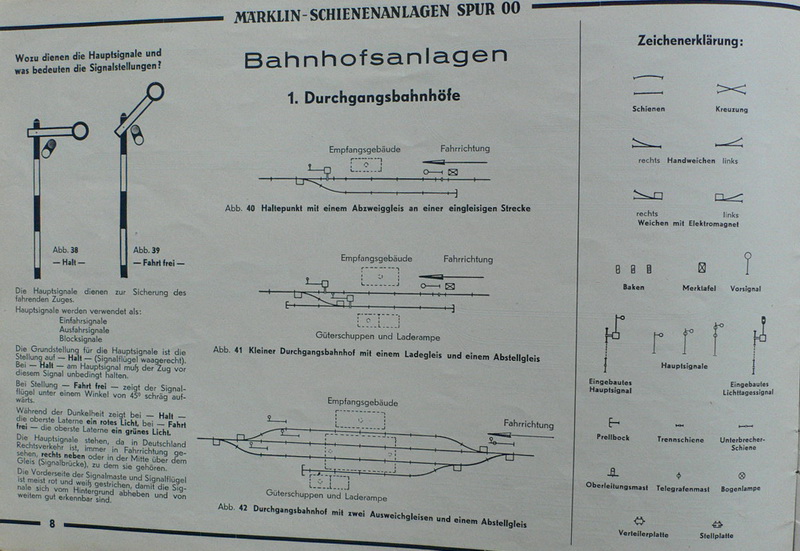 MÄRKLIN-SCHIENENANLAGEN SPUR 00
Wozu dienen die Hauptsignale und
was bedeuten die Signalstellungen?
Abb. 38
— Halt —
Abb. 39
— Fahrt frei —
Die Hauptsignale dienen zur Sicherung des
fahrenden Zuges.
Hauptsignale werden verwendet als:
Einfahrsignale
Ausfahrsignale
Blocksignale
Die Grundstellung für die Hauptsignale ist die
Stellung auf — Halt — (Signalflügel waagerecht).
Bei — Halt — am Hauptsignal muß der Zug vor
diesem Signal unbedingt halten.
Bei Stellung — Fahrt frei — zeigt der Signal-
flügel unter einem Winkel von 45° schräg auf-
wärts.
Während der Dunkelheit zeigt bei — Halt —
die oberste Laterne ein rotes Licht, bei — Fahrt
frei — die oberste Laterne ein grünes Licht.
Die Hauptsignale stehen, da in Deutschland
Rechtsverkehr ist, immer in Fahrtrichtung ge-
sehen, rechts neben oder in der Mitte über dem
Gleis (Signalbrücke), zu dem sie gehören.
Die Vorderseite der Signalmaste und Signalflügel
ist meist rot und weiß gestrichen, damit die Sig-
nale sich vom Hintergrund abheben und von
weitem gut erkennbar sind.
8
Bahnhofsanlagen
1. Durchgangsbahnhöfe
Empfangsgebäude
Fahrrichtung
Abb. 40 Haltepunkt mit einem Abzweiggleis an einer eingleisigen Strecke
Empfangsgebäude
Fahrrichtung
Güterschuppen und Laderampe
Abb. 41 Kleiner Durchgangsbahnhof mit einem Ladegleis und einem Abstellgleis
Empfangsgebäude
Fahrrichtung
Güterschuppen und Laderampe
Abb. 42 Durchgangsbahnhof mit zwei Ausweichgleisen und einem Abstellgleis
Zeichenerklärung:
Schienen
Kreuzung
rechts Handweichen links
rechts
links
Weichen mit Elektromagnet
Baken
Merktafel
Vorsignal
Eingebautes
Hauptsignal
Hauptsignale
Eingebautes
Lichttagessignal
Prellbock
Trennschiene
Unterbrecher-
Schiene
Oberleitungsmast
Telegrafenmast
Bogenlampe
Verteilerplatte
Stellplatte